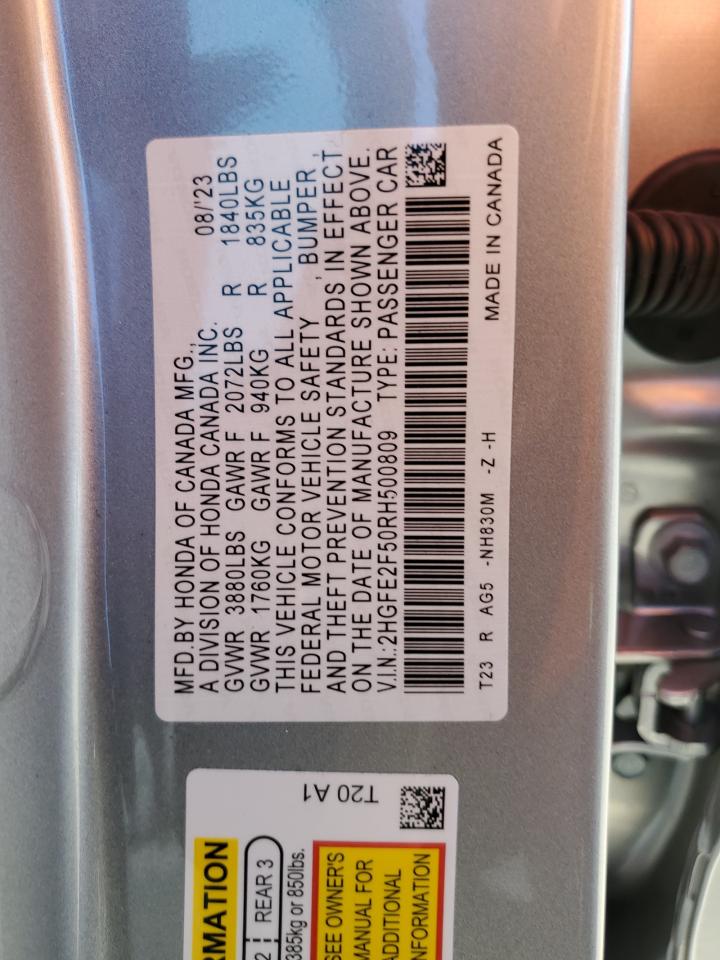 MFD.BY HONDA OF CANADA MFG., 08/'23
A DIVISION OF HONDA CANADA INC.
GVWR 3880LBS GAWR F 2072LBS R 1840LBS
GVWR 1760KG GAWR F 940KG R 835KG
THIS VEHICLE CONFORMS TO ALL APPLICABLE
FEDERAL MOTOR VEHICLE SAFETY , BUMPER ,
AND THEFT PREVENTION STANDARDS IN EFFECT
ON THE DATE OF MANUFACTURE SHOWN ABOVE.
V.I.N.:2HGFE2F50RH500809 TYPE: PASSENGER CAR
T23 R AG5 -NH830M -Z -H MADE IN CANADA
T20 A1
RMATION
2 REAR 3
385kg or 850lbs.
SEE OWNER'S
MANUAL FOR
ADDITIONAL
INFORMATION